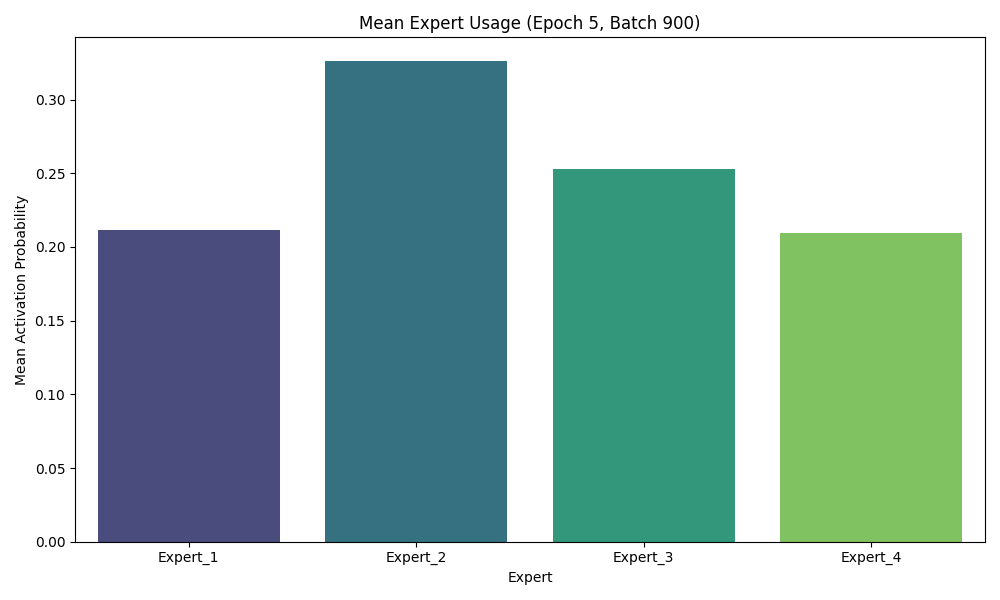 Mean Expert Usage (Epoch 5, Batch 900)
Mean Activation Probability
0.30
0.25
0.20
0.15
0.10
0.05
0.00
Expert_1 Expert_2 Expert_3 Expert_4
Expert